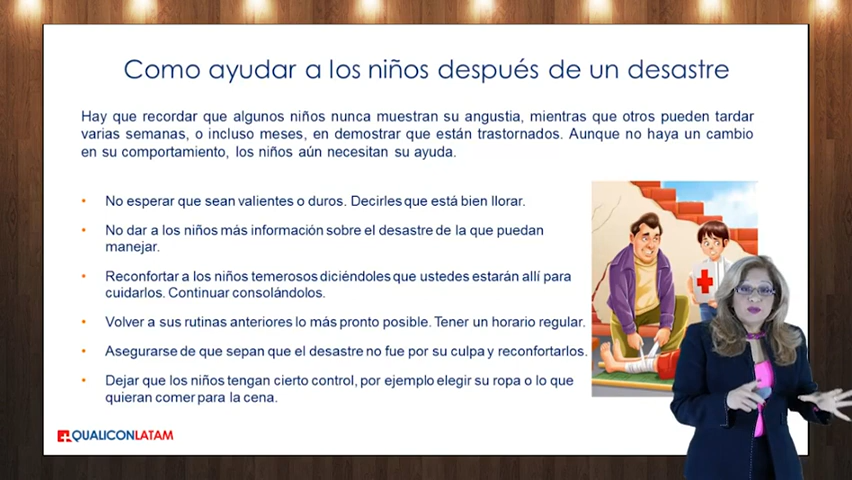 Como ayudar a los niños después de un desastre
Hay que recordar que algunos niños nunca muestran su angustia, mientras que otros pueden tardar
varias semanas, o incluso meses, en demostrar que están trastornados. Aunque no haya un cambio
en su comportamiento, los niños aún necesitan su ayuda.
• No esperar que sean valientes o duros. Decirles que está bien llorar.
• No dar a los niños más información sobre el desastre de la que puedan
manejar.
• Reconfortar a los niños temerosos diciéndoles que ustedes estarán allí para
cuidarlos. Continuar consolándolos.
• Volver a sus rutinas anteriores lo más pronto posible. Tener un horario regular.
• Asegurarse de que sepan que el desastre no fue por su culpa y reconfortarlos.
• Dejar que los niños tengan cierto control, por ejemplo elegir su ropa o lo que
quieran comer para la cena.
QUALICONLATAM